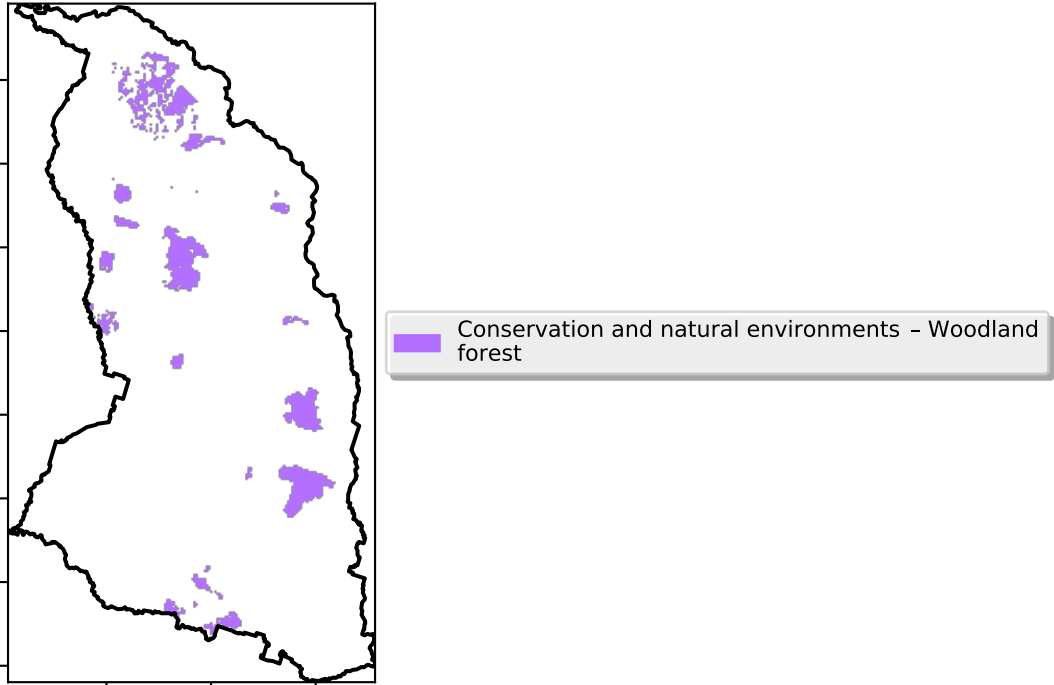 Conservation and natural environments – Woodland
forest